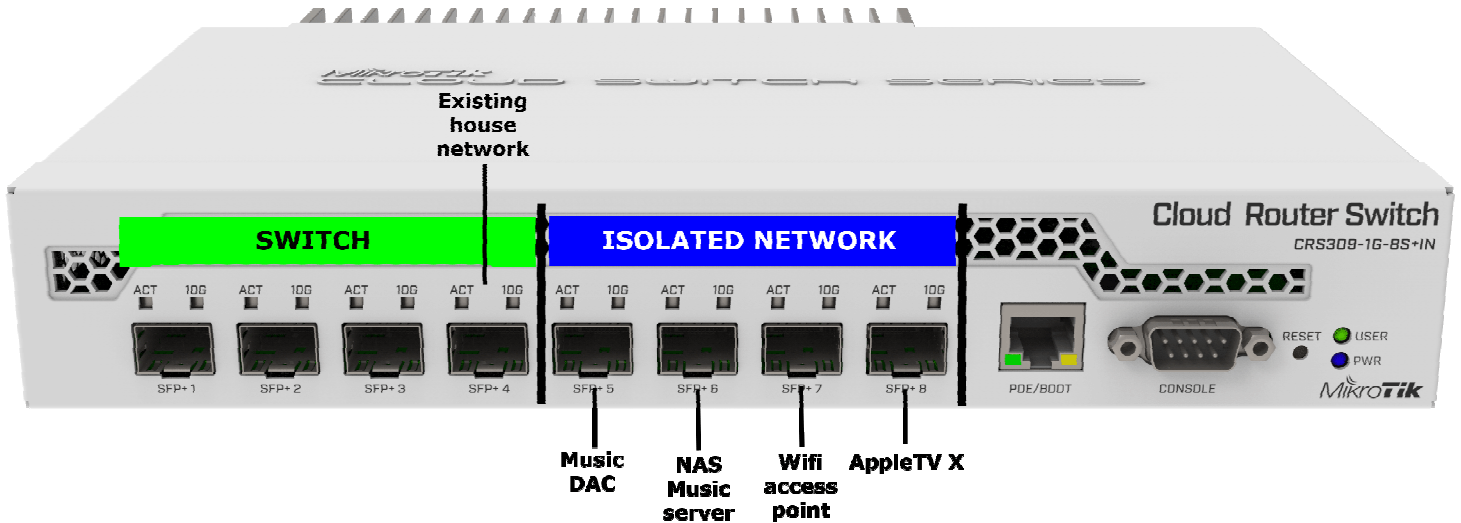 MikroTik
CLOUD SWITCH SERIES
Existing
house
network
SWITCH
ISOLATED NETWORK
Cloud Router Switch
CRS309-1G-8S+IN
ACT 10G ACT 10G ACT 10G ACT 10G ACT 10G ACT 10G ACT 10G ACT 10G
RESET
USER
PWR
SFP+ 1 SFP+ 2 SFP+ 3 SFP+ 4 SFP+ 5 SFP+ 6 SFP+ 7 SFP+ 8
POE/BOOT
CONSOLE
MikroTik
Music
DAC
NAS
Music
server
Wifi
access
point
AppleTV X